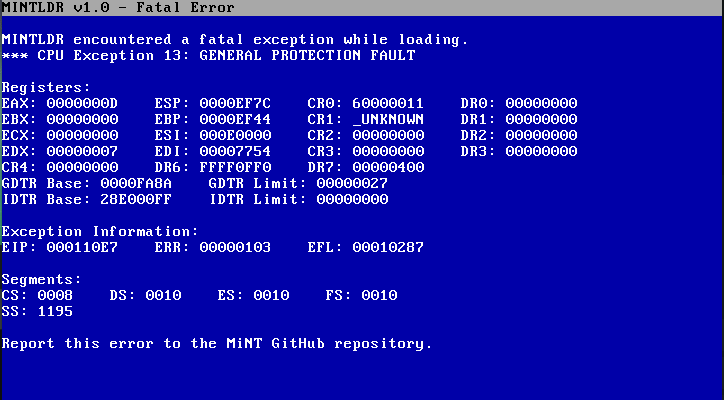 MINTLDR v1.0 - Fatal Error
MINTLDR encountered a fatal exception while loading.
*** CPU Exception 13: GENERAL PROTECTION FAULT
Registers:
EAX: 0000000D    ESP: 0000EF7C    CR0: 60000011    DR0: 00000000
EBX: 00000000    EBP: 0000EF44    CR1: _UNKNOWN    DR1: 00000000
ECX: 00000000    ESI: 000E0000    CR2: 00000000    DR2: 00000000
EDX: 00000007    EDI: 00007754    CR3: 00000000    DR3: 00000000
CR4: 00000000    DR6: FFFF0FF0    DR7: 00000400
GDTR Base: 0000FA8A    GDTR Limit: 00000027
IDTR Base: 28E000FF    IDTR Limit: 00000000
Exception Information:
EIP: 000110E7    ERR: 00000103    EFL: 00010287
Segments:
CS: 0008    DS: 0010    ES: 0010    FS: 0010
SS: 1195
Report this error to the MiNT GitHub repository.